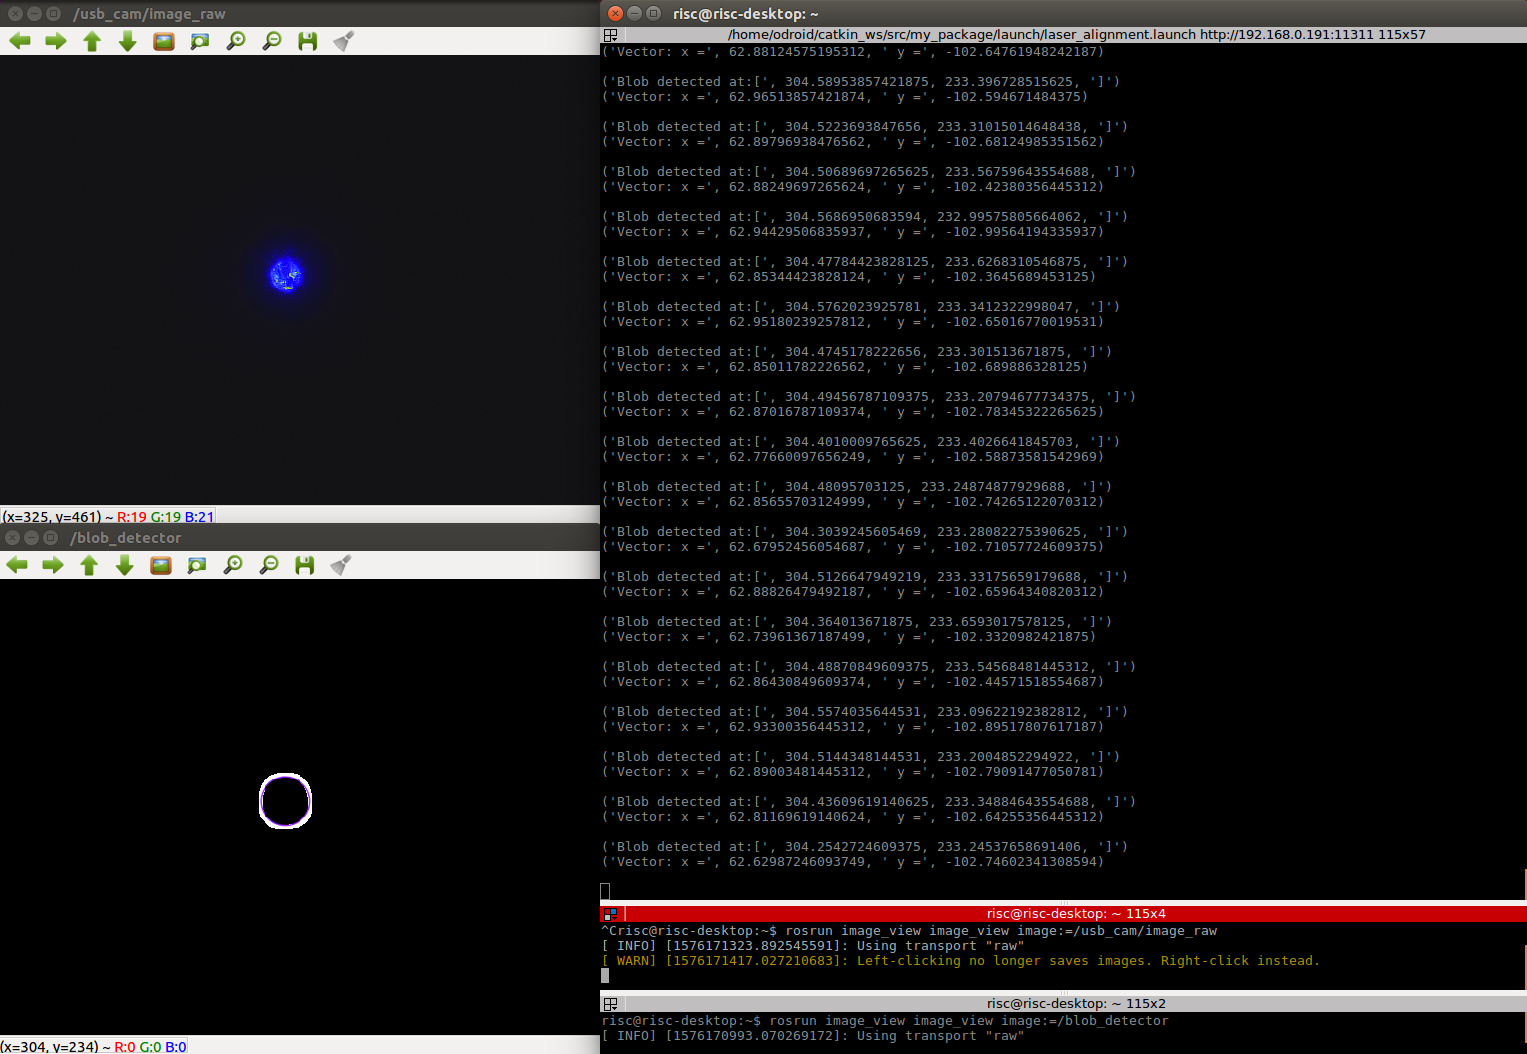 /usb_cam/image_raw
(x=325, y=461) ~ R:19 G:19 B:21
/blob_detector
(x=304, y=234) ~ R:0 G:0 B:0
risc@risc-desktop: ~
/home/odroid/catkin_ws/src/my_package/launch/laser_alignment.launch http://192.168.0.191:11311 115x57
('Vector: x =', 62.88124575195312, ' y =', -102.64761948242187)
('Blob detected at:[', 304.58953857421875, 233.396728515625, ']')
('Vector: x =', 62.96513857421874, ' y =', -102.594671484375)
('Blob detected at:[', 304.5223693847656, 233.31015014648438, ']')
('Vector: x =', 62.89796938476562, ' y =', -102.68124985351562)
('Blob detected at:[', 304.50689697265625, 233.56759643554688, ']')
('Vector: x =', 62.88249697265624, ' y =', -102.42380356445312)
('Blob detected at:[', 304.5686950683594, 232.99575805664062, ']')
('Vector: x =', 62.94429506835937, ' y =', -102.99564194335937)
('Blob detected at:[', 304.47784423828125, 233.6268310546875, ']')
('Vector: x =', 62.85344423828124, ' y =', -102.3645689453125)
('Blob detected at:[', 304.5762023925781, 233.3412322998047, ']')
('Vector: x =', 62.95180239257812, ' y =', -102.65016770019531)
('Blob detected at:[', 304.4745178222656, 233.301513671875, ']')
('Vector: x =', 62.85011782226562, ' y =', -102.689886328125)
('Blob detected at:[', 304.49456787109375, 233.20794677734375, ']')
('Vector: x =', 62.87016787109374, ' y =', -102.78345322265625)
('Blob detected at:[', 304.4010009765625, 233.4026641845703, ']')
('Vector: x =', 62.77660097656249, ' y =', -102.58873581542969)
('Blob detected at:[', 304.48095703125, 233.24874877929688, ']')
('Vector: x =', 62.85655703124999, ' y =', -102.74265122070312)
('Blob detected at:[', 304.3039245605469, 233.28082275390625, ']')
('Vector: x =', 62.67952456054687, ' y =', -102.71057724609375)
('Blob detected at:[', 304.5126647949219, 233.33175659179688, ']')
('Vector: x =', 62.88826479492187, ' y =', -102.65964340820312)
('Blob detected at:[', 304.364013671875, 233.6593017578125, ']')
('Vector: x =', 62.73961367187499, ' y =', -102.3320982421875)
('Blob detected at:[', 304.48870849609375, 233.54568481445312, ']')
('Vector: x =', 62.86430849609374, ' y =', -102.44571518554687)
('Blob detected at:[', 304.5574035644531, 233.09622192382812, ']')
('Vector: x =', 62.93300356445312, ' y =', -102.89517807617187)
('Blob detected at:[', 304.5144348144531, 233.2004852294922, ']')
('Vector: x =', 62.89003481445312, ' y =', -102.79091477050781)
('Blob detected at:[', 304.43609619140625, 233.34884643554688, ']')
('Vector: x =', 62.81169619140624, ' y =', -102.64255356445312)
('Blob detected at:[', 304.2542724609375, 233.24537658691406, ']')
('Vector: x =', 62.62987246093749, ' y =', -102.74602341308594)
risc@risc-desktop: ~ 115x4
^Crisc@risc-desktop:~$ rosrun image_view image_view image:=/usb_cam/image_raw
[ INFO] [1576171323.892545591]: Using transport "raw"
[ WARN] [1576171417.027210683]: Left-clicking no longer saves images. Right-click instead.
risc@risc-desktop: ~ 115x2
risc@risc-desktop:~$ rosrun image_view image_view image:=/blob_detector
[ INFO] [1576170993.070269172]: Using transport "raw"